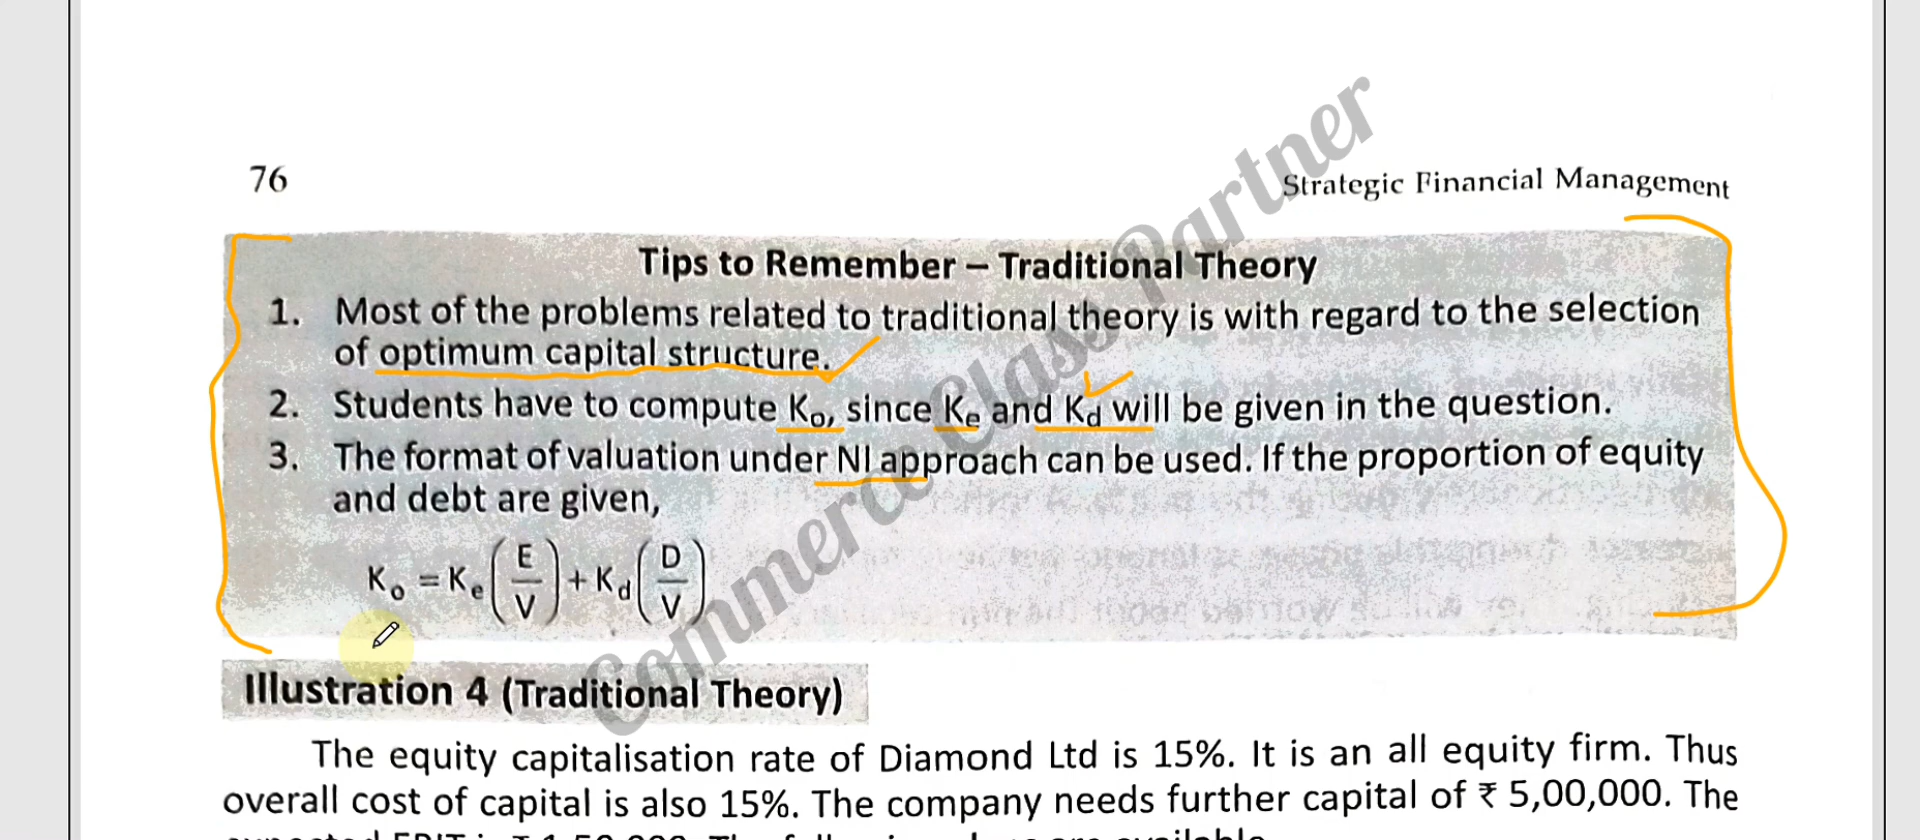 76
Strategic Financial Management
Tips to Remember – Traditional Theory
1. Most of the problems related to traditional theory is with regard to the selection
of optimum capital structure.
2. Students have to compute Ko, since Ke and Kd will be given in the question.
3. The format of valuation under NI approach can be used. If the proportion of equity
and debt are given,
Ko = Ke (E/V) + Kd (D/V)
Commerce Class Partner
Illustration 4 (Traditional Theory)
The equity capitalisation rate of Diamond Ltd is 15%. It is an all equity firm. Thus
overall cost of capital is also 15%. The company needs further capital of ₹ 5,00,000. The